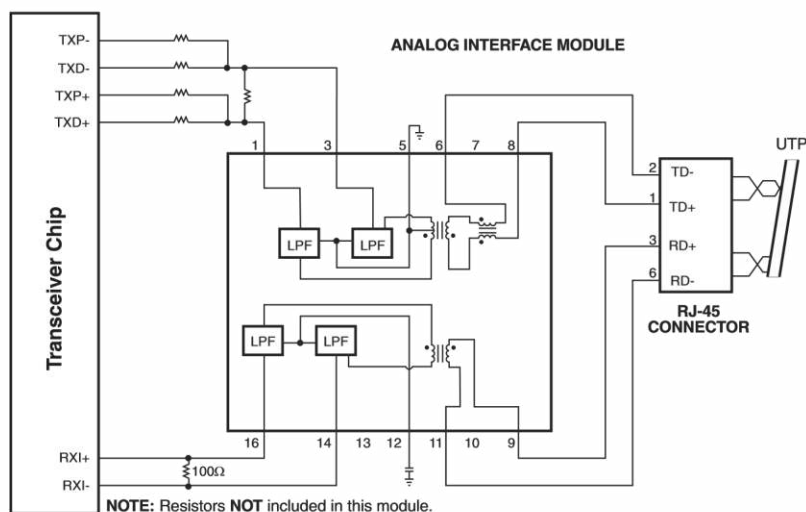 TXP-
TXD-
TXP+
TXD+
Transceiver Chip
RXI+
RXI-
100Ω
ANALOG INTERFACE MODULE
1 3 5 6 7 8
LPF LPF
LPF LPF
16 14 13 12 11 10 9
2 TD-
1 TD+
3 RD+
6 RD-
RJ-45
CONNECTOR
UTP
NOTE: Resistors NOT included in this module.